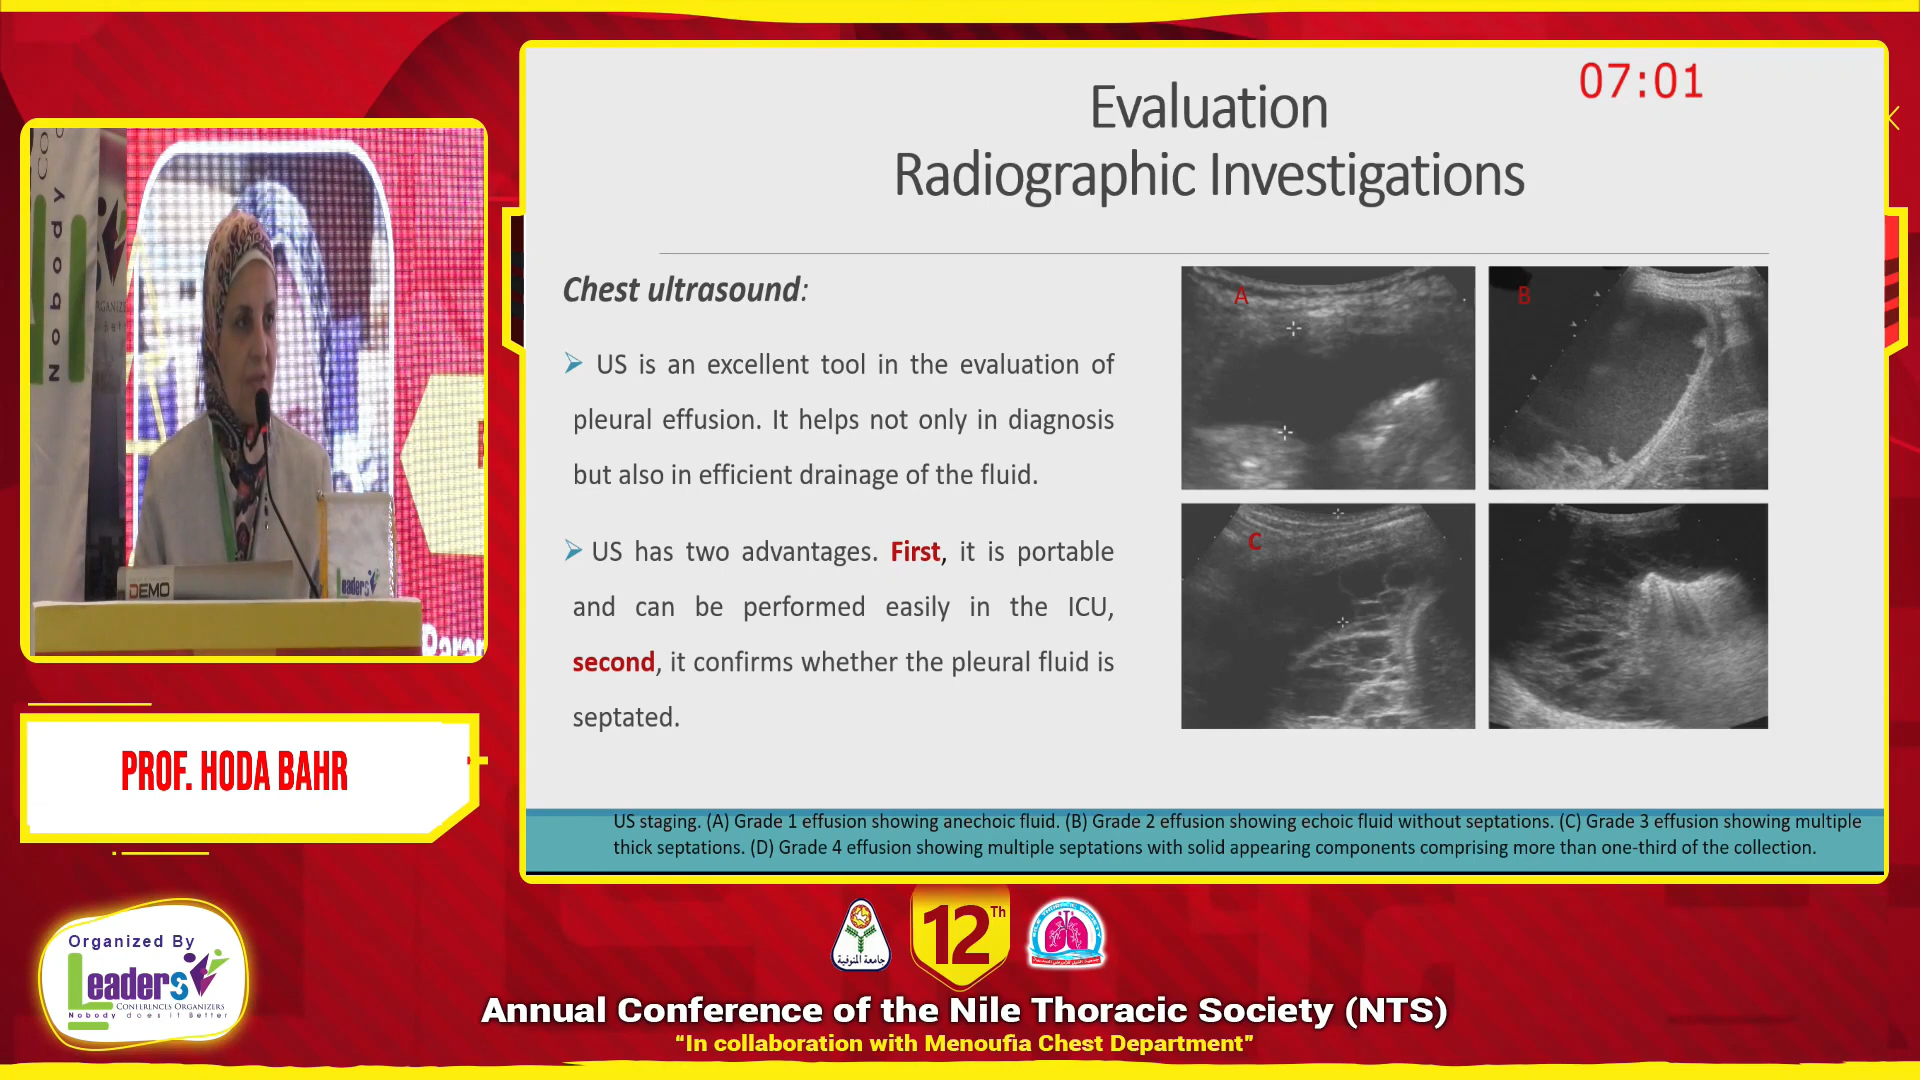 07:01
Evaluation
Radiographic Investigations
Chest ultrasound:
US is an excellent tool in the evaluation of
pleural effusion. It helps not only in diagnosis
but also in efficient drainage of the fluid.
US has two advantages. First, it is portable
and can be performed easily in the ICU,
second, it confirms whether the pleural fluid is
septated.
A
B
C
US staging. (A) Grade 1 effusion showing anechoic fluid. (B) Grade 2 effusion showing echoic fluid without septations. (C) Grade 3 effusion showing multiple
thick septations. (D) Grade 4 effusion showing multiple septations with solid appearing components comprising more than one-third of the collection.
Nobody
DEMO
Leaders
PROF. HODA BAHR
Organized By
Leaders
CONFERENCES ORGANIZERS
Nobody does it Better
جامعة المنوفية
12Th
Annual Conference of the Nile Thoracic Society (NTS)
“In collaboration with Menoufia Chest Department”